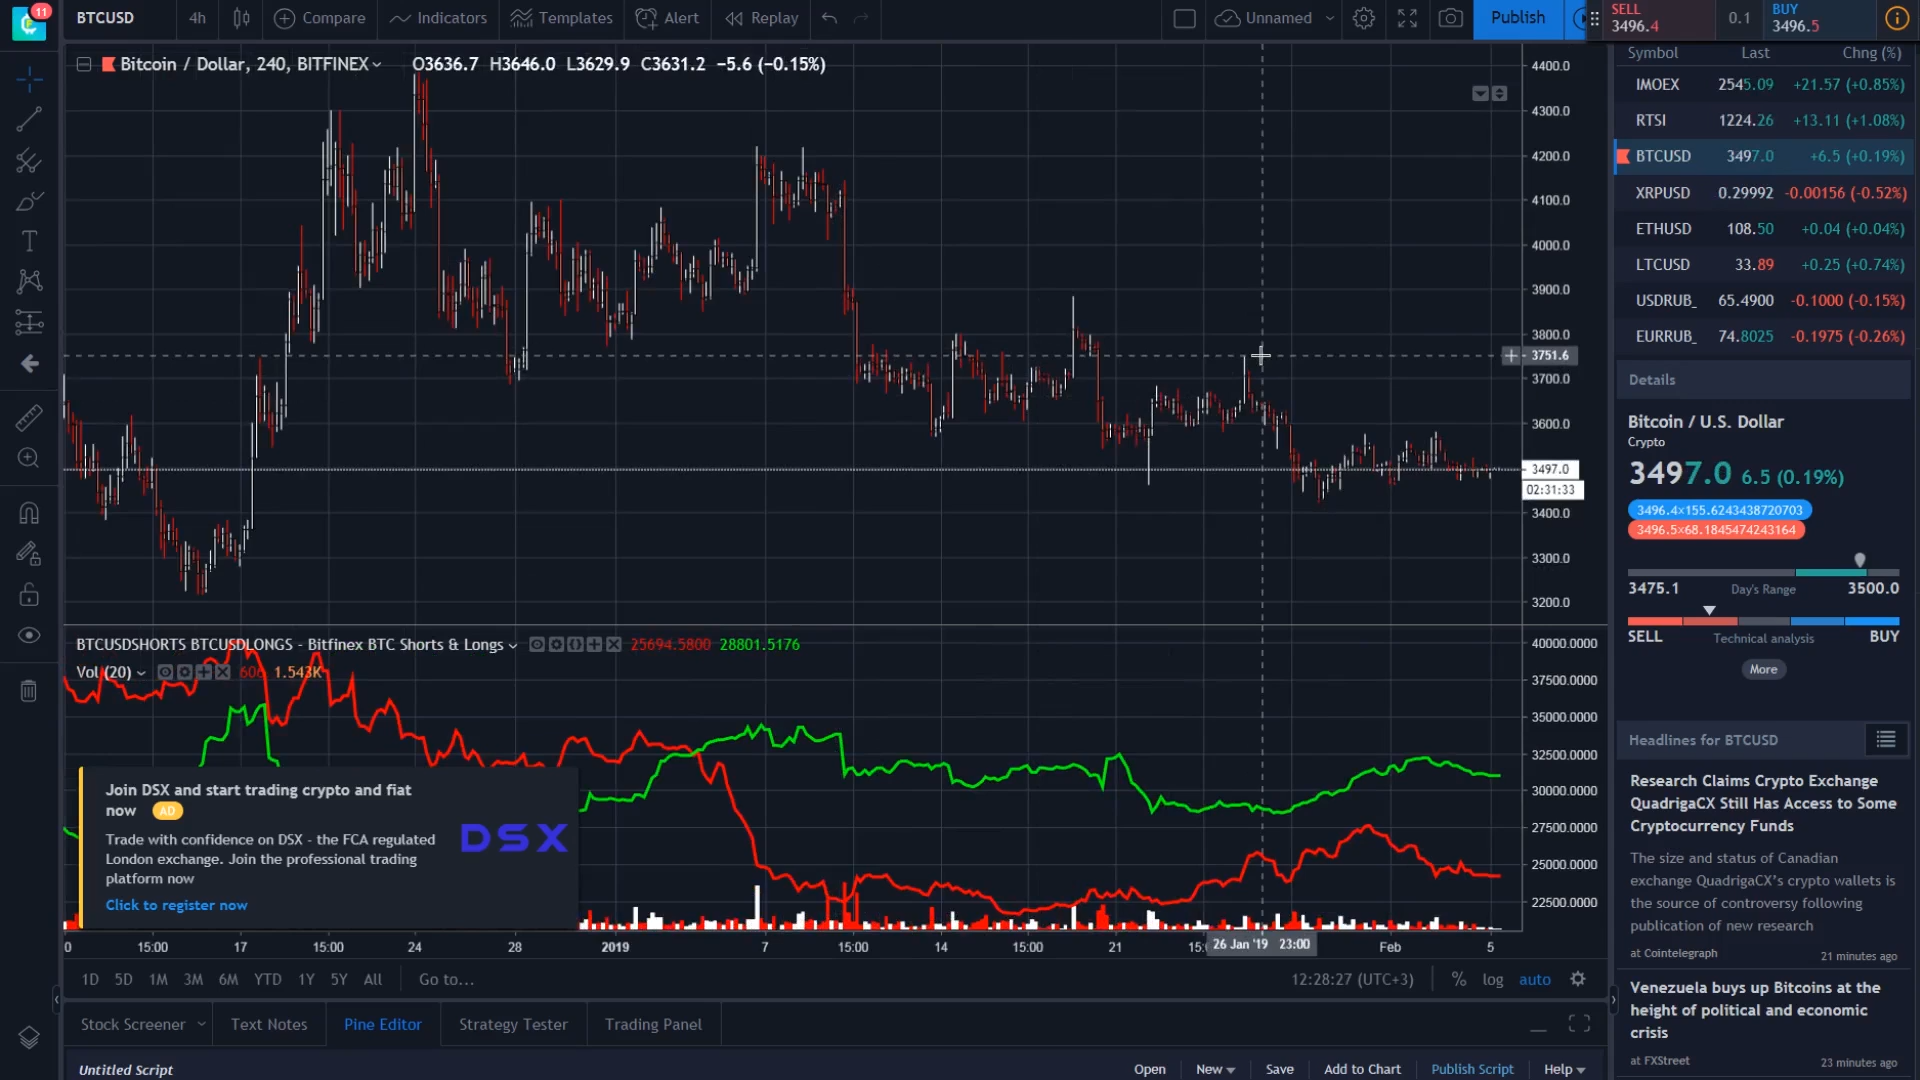 11
BTCUSD
4h
Compare
Indicators
Templates
Alert
Replay
Unnamed
Publish
SELL
3496.4
0.1
BUY
3496.5
Bitcoin / Dollar, 240, BITFINEX
O3636.7 H3646.0 L3629.9 C3631.2 −5.6 (−0.15%)
4400.0
4300.0
4200.0
4100.0
4000.0
3900.0
3800.0
3751.6
3700.0
3600.0
3497.0
02:31:33
3400.0
3300.0
3200.0
BTCUSDSHORTS BTCUSDLONGS - Bitfinex BTC Shorts & Longs
25694.5800 28801.5176
Vol (20)
606 1.543K
40000.0000
37500.0000
35000.0000
32500.0000
30000.0000
27500.0000
25000.0000
22500.0000
Join DSX and start trading crypto and fiat
now AD
Trade with confidence on DSX - the FCA regulated
London exchange. Join the professional trading
platform now
Click to register now
DSX
0 15:00 17 15:00 24 28 2019 7 15:00 14 15:00 21 15: 26 Jan '19 23:00 Feb 5
1D 5D 1M 3M 6M YTD 1Y 5Y All Go to...
12:28:27 (UTC+3) % log auto
Stock Screener Text Notes Pine Editor Strategy Tester Trading Panel
Untitled Script
Open New Save Add to Chart Publish Script Help
Symbol Last Chng (%)
IMOEX 2545.09 +21.57 (+0.85%)
RTSI 1224.26 +13.11 (+1.08%)
BTCUSD 3497.0 +6.5 (+0.19%)
XRPUSD 0.29992 -0.00156 (-0.52%)
ETHUSD 108.50 +0.04 (+0.04%)
LTCUSD 33.89 +0.25 (+0.74%)
USDRUB_ 65.4900 -0.1000 (-0.15%)
EURRUB_ 74.8025 -0.1975 (-0.26%)
Details
Bitcoin / U.S. Dollar
Crypto
3497.0 6.5 (0.19%)
3496.4×155.6243438720703
3496.5×68.1845474243164
3475.1 Day's Range 3500.0
SELL Technical analysis BUY
More
Headlines for BTCUSD
Research Claims Crypto Exchange
QuadrigaCX Still Has Access to Some
Cryptocurrency Funds
The size and status of Canadian
exchange QuadrigaCX's crypto wallets is
the source of controversy following
publication of new research
at Cointelegraph 21 minutes ago
Venezuela buys up Bitcoins at the
height of political and economic
crisis
at FXStreet 23 minutes ago